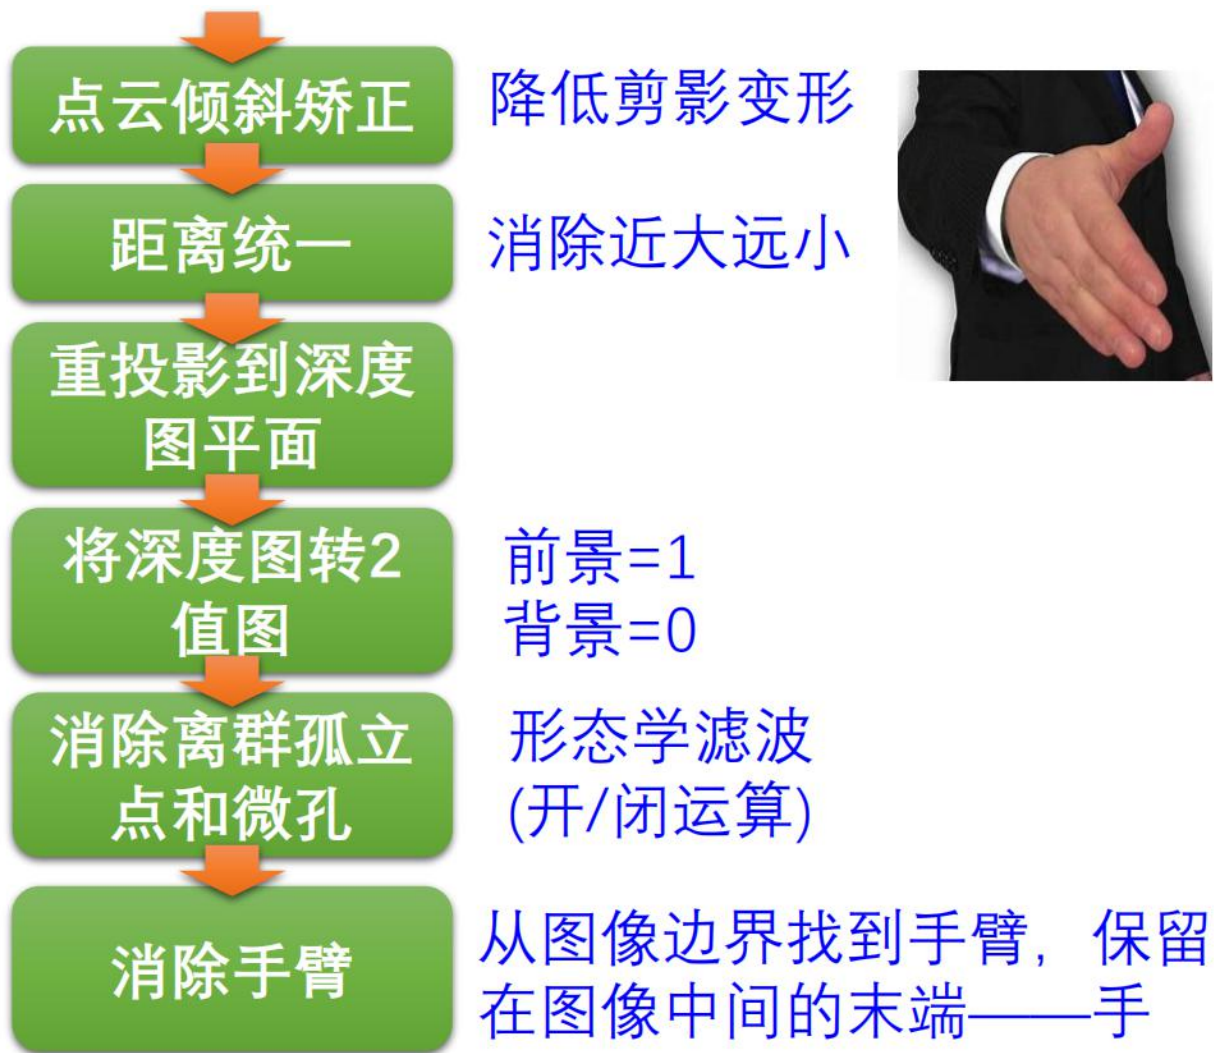 点云倾斜矫正
降低剪影变形
距离统一
消除近大远小
重投影到深度
图平面
将深度图转2
值图
前景=1
背景=0
消除离群孤立
点和微孔
形态学滤波
(开/闭运算)
消除手臂
从图像边界找到手臂，保留
在图像中间的末端——手